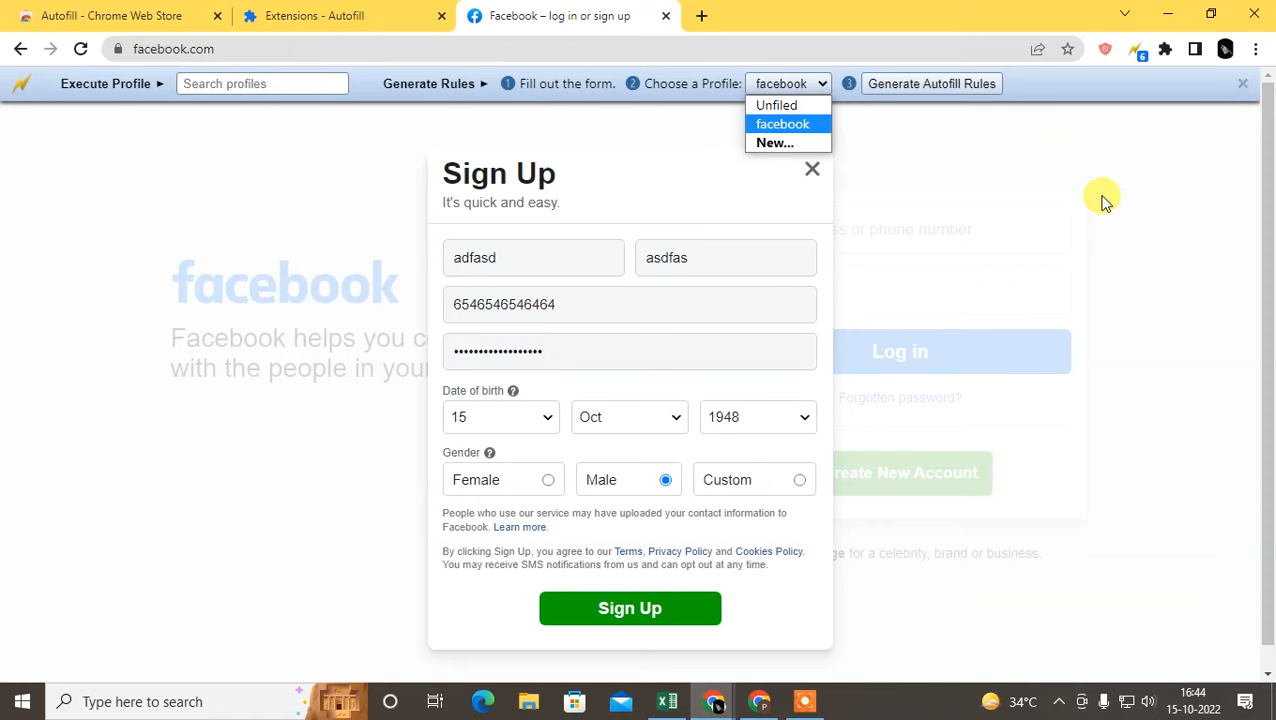 Autofill - Chrome Web Store
Extensions - Autofill
Facebook – log in or sign up
facebook.com
6
Execute Profile
Search profiles
Generate Rules
1 Fill out the form.
2 Choose a Profile:
facebook
3
Generate Autofill Rules
Unfiled
facebook
New...
Sign Up
It's quick and easy.
adfasd
asdfas
6546546546464
••••••••••••••••••
Date of birth ?
15
Oct
1948
Gender ?
Female
Male
Custom
People who use our service may have uploaded your contact information to
Facebook. Learn more.
By clicking Sign Up, you agree to our Terms, Privacy Policy and Cookies Policy.
You may receive SMS notifications from us and can opt out at any time.
Sign Up
facebook
Facebook helps you c
with the people in your
or phone number
Log in
Forgotten password?
reate New Account
for a celebrity, brand or business.
Type here to search
34°C
16:44
15-10-2022